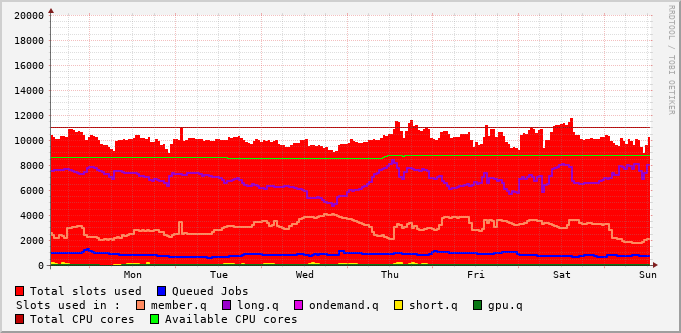 20000
18000
16000
14000
12000
10000
8000
6000
4000
2000
0
Mon Tue Wed Thu Fri Sat Sun
RRDTOOL / TOBI OETIKER
Total slots used Queued Jobs
Slots used in : member.q long.q ondemand.q short.q gpu.q
Total CPU cores Available CPU cores